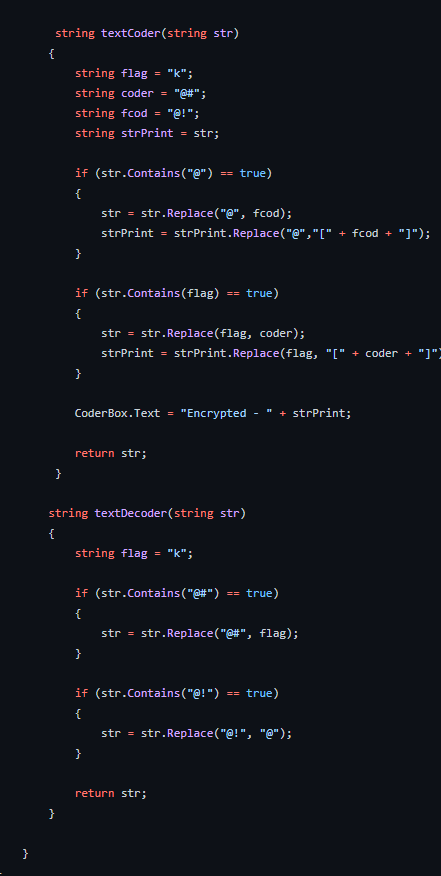 string textCoder(string str)
{
string flag = "k";
string coder = "@#";
string fcod = "@!";
string strPrint = str;
if (str.Contains("@") == true)
{
str = str.Replace("@", fcod);
strPrint = strPrint.Replace("@","[" + fcod + "]");
}
if (str.Contains(flag) == true)
{
str = str.Replace(flag, coder);
strPrint = strPrint.Replace(flag, "[" + coder + "]")
}
CoderBox.Text = "Encrypted - " + strPrint;
return str;
}
string textDecoder(string str)
{
string flag = "k";
if (str.Contains("@#") == true)
{
str = str.Replace("@#", flag);
}
if (str.Contains("@!") == true)
{
str = str.Replace("@!", "@");
}
return str;
}
}